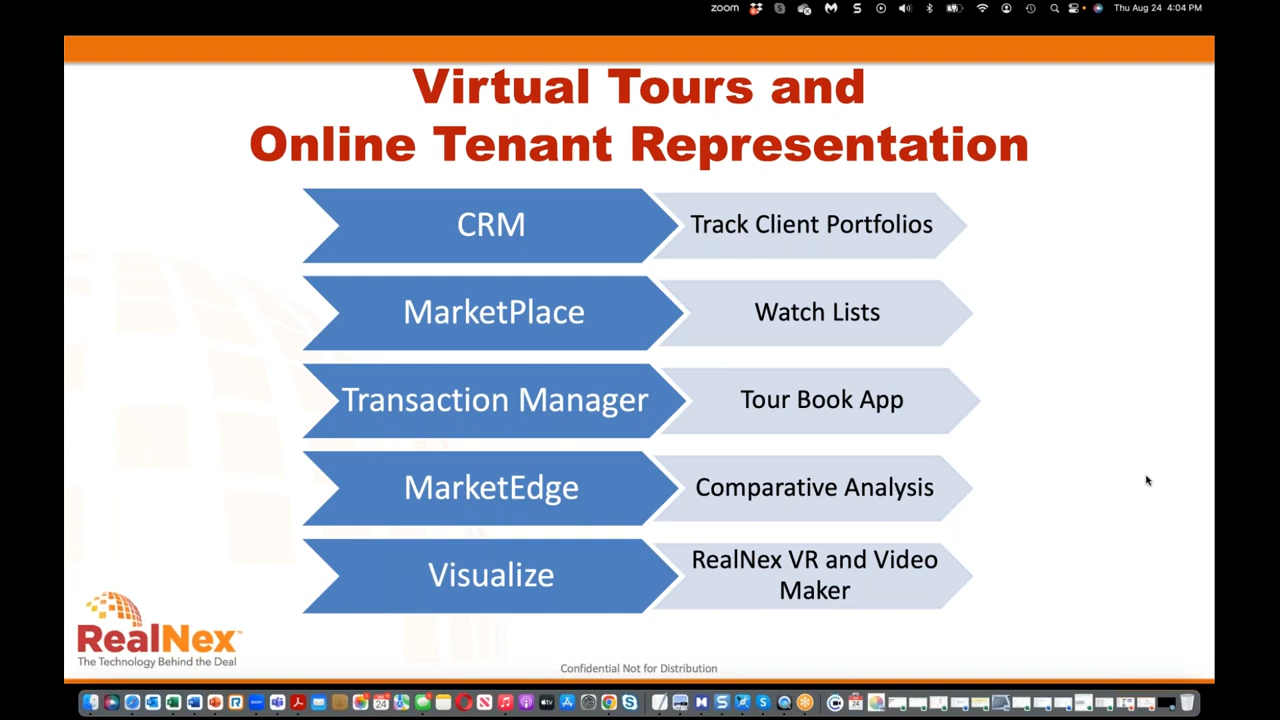 zoom
Thu Aug 24 4:04 PM
Virtual Tours and
Online Tenant Representation
CRM
Track Client Portfolios
MarketPlace
Watch Lists
Transaction Manager
Tour Book App
MarketEdge
Comparative Analysis
Visualize
RealNex VR and Video
Maker
RealNex™
The Technology Behind the Deal
Confidential Not for Distribution